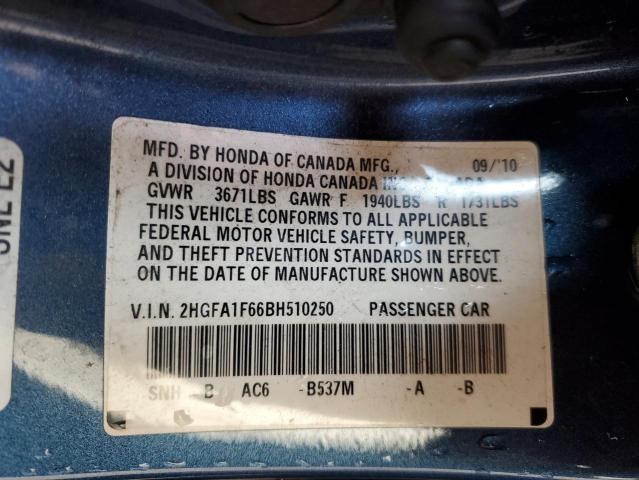 MFD. BY HONDA OF CANADA MFG., 09/'10
A DIVISION OF HONDA CANADA
GVWR 3671LBS GAWR F 1940LBS R 1731LBS
THIS VEHICLE CONFORMS TO ALL APPLICABLE
FEDERAL MOTOR VEHICLE SAFETY, BUMPER,
AND THEFT PREVENTION STANDARDS IN EFFECT
ON THE DATE OF MANUFACTURE SHOWN ABOVE.
V.I.N. 2HGFA1F66BH510250 PASSENGER CAR
SNH -B AC6 -B537M -A -B